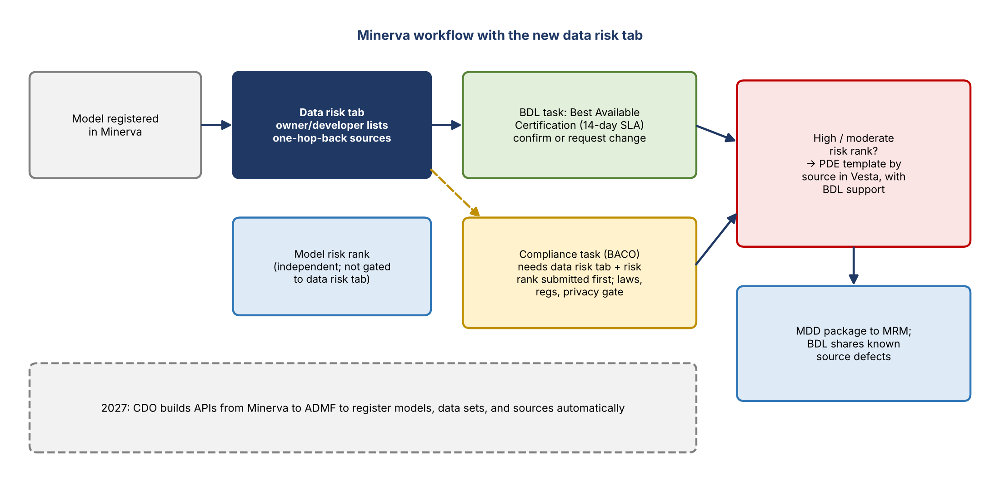 Minerva workflow with the new data risk tab
Model registered
in Minerva
Data risk tab
owner/developer lists
one-hop-back sources
BDL task: Best Available
Certification (14-day SLA)
confirm or request change
High / moderate
risk rank?
→ PDE template by
source in Vesta, with
BDL support
Model risk rank
(independent; not gated
to data risk tab)
Compliance task (BACO)
needs data risk tab + risk
rank submitted first; laws,
regs, privacy gate
MDD package to MRM;
BDL shares known
source defects
2027: CDO builds APIs from Minerva to ADMF to register models, data sets, and sources automatically